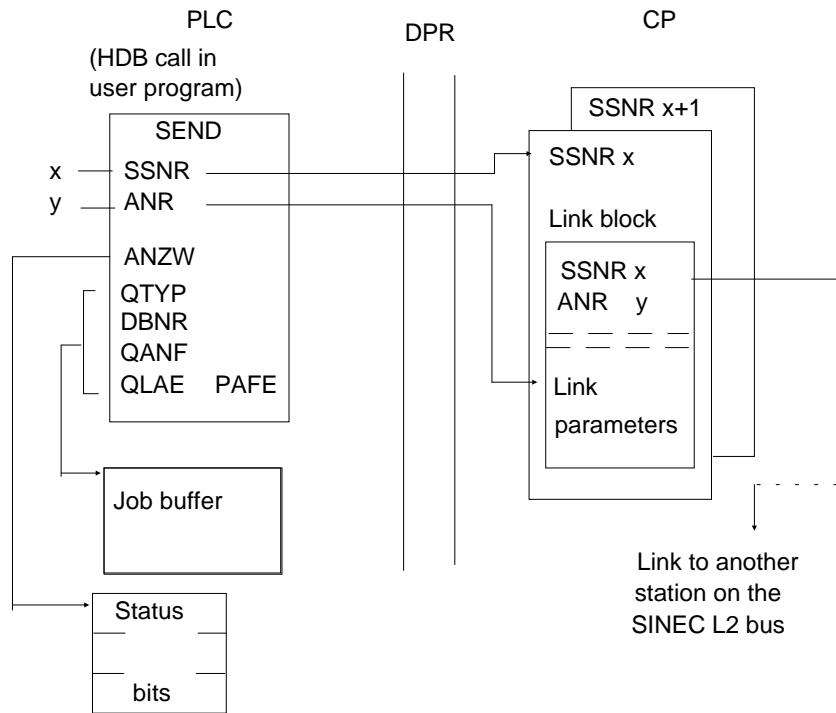 PLC
DPR
CP
(HDB call in
user program)
SEND
x
SSNR
y
ANR
ANZW
QTYP
DBNR
QANF
QLAE PAFE
Job buffer
Status
bits
SSNR x+1
SSNR x
Link block
SSNR x
ANR y
Link
parameters
Link to another
station on the
SINEC L2 bus